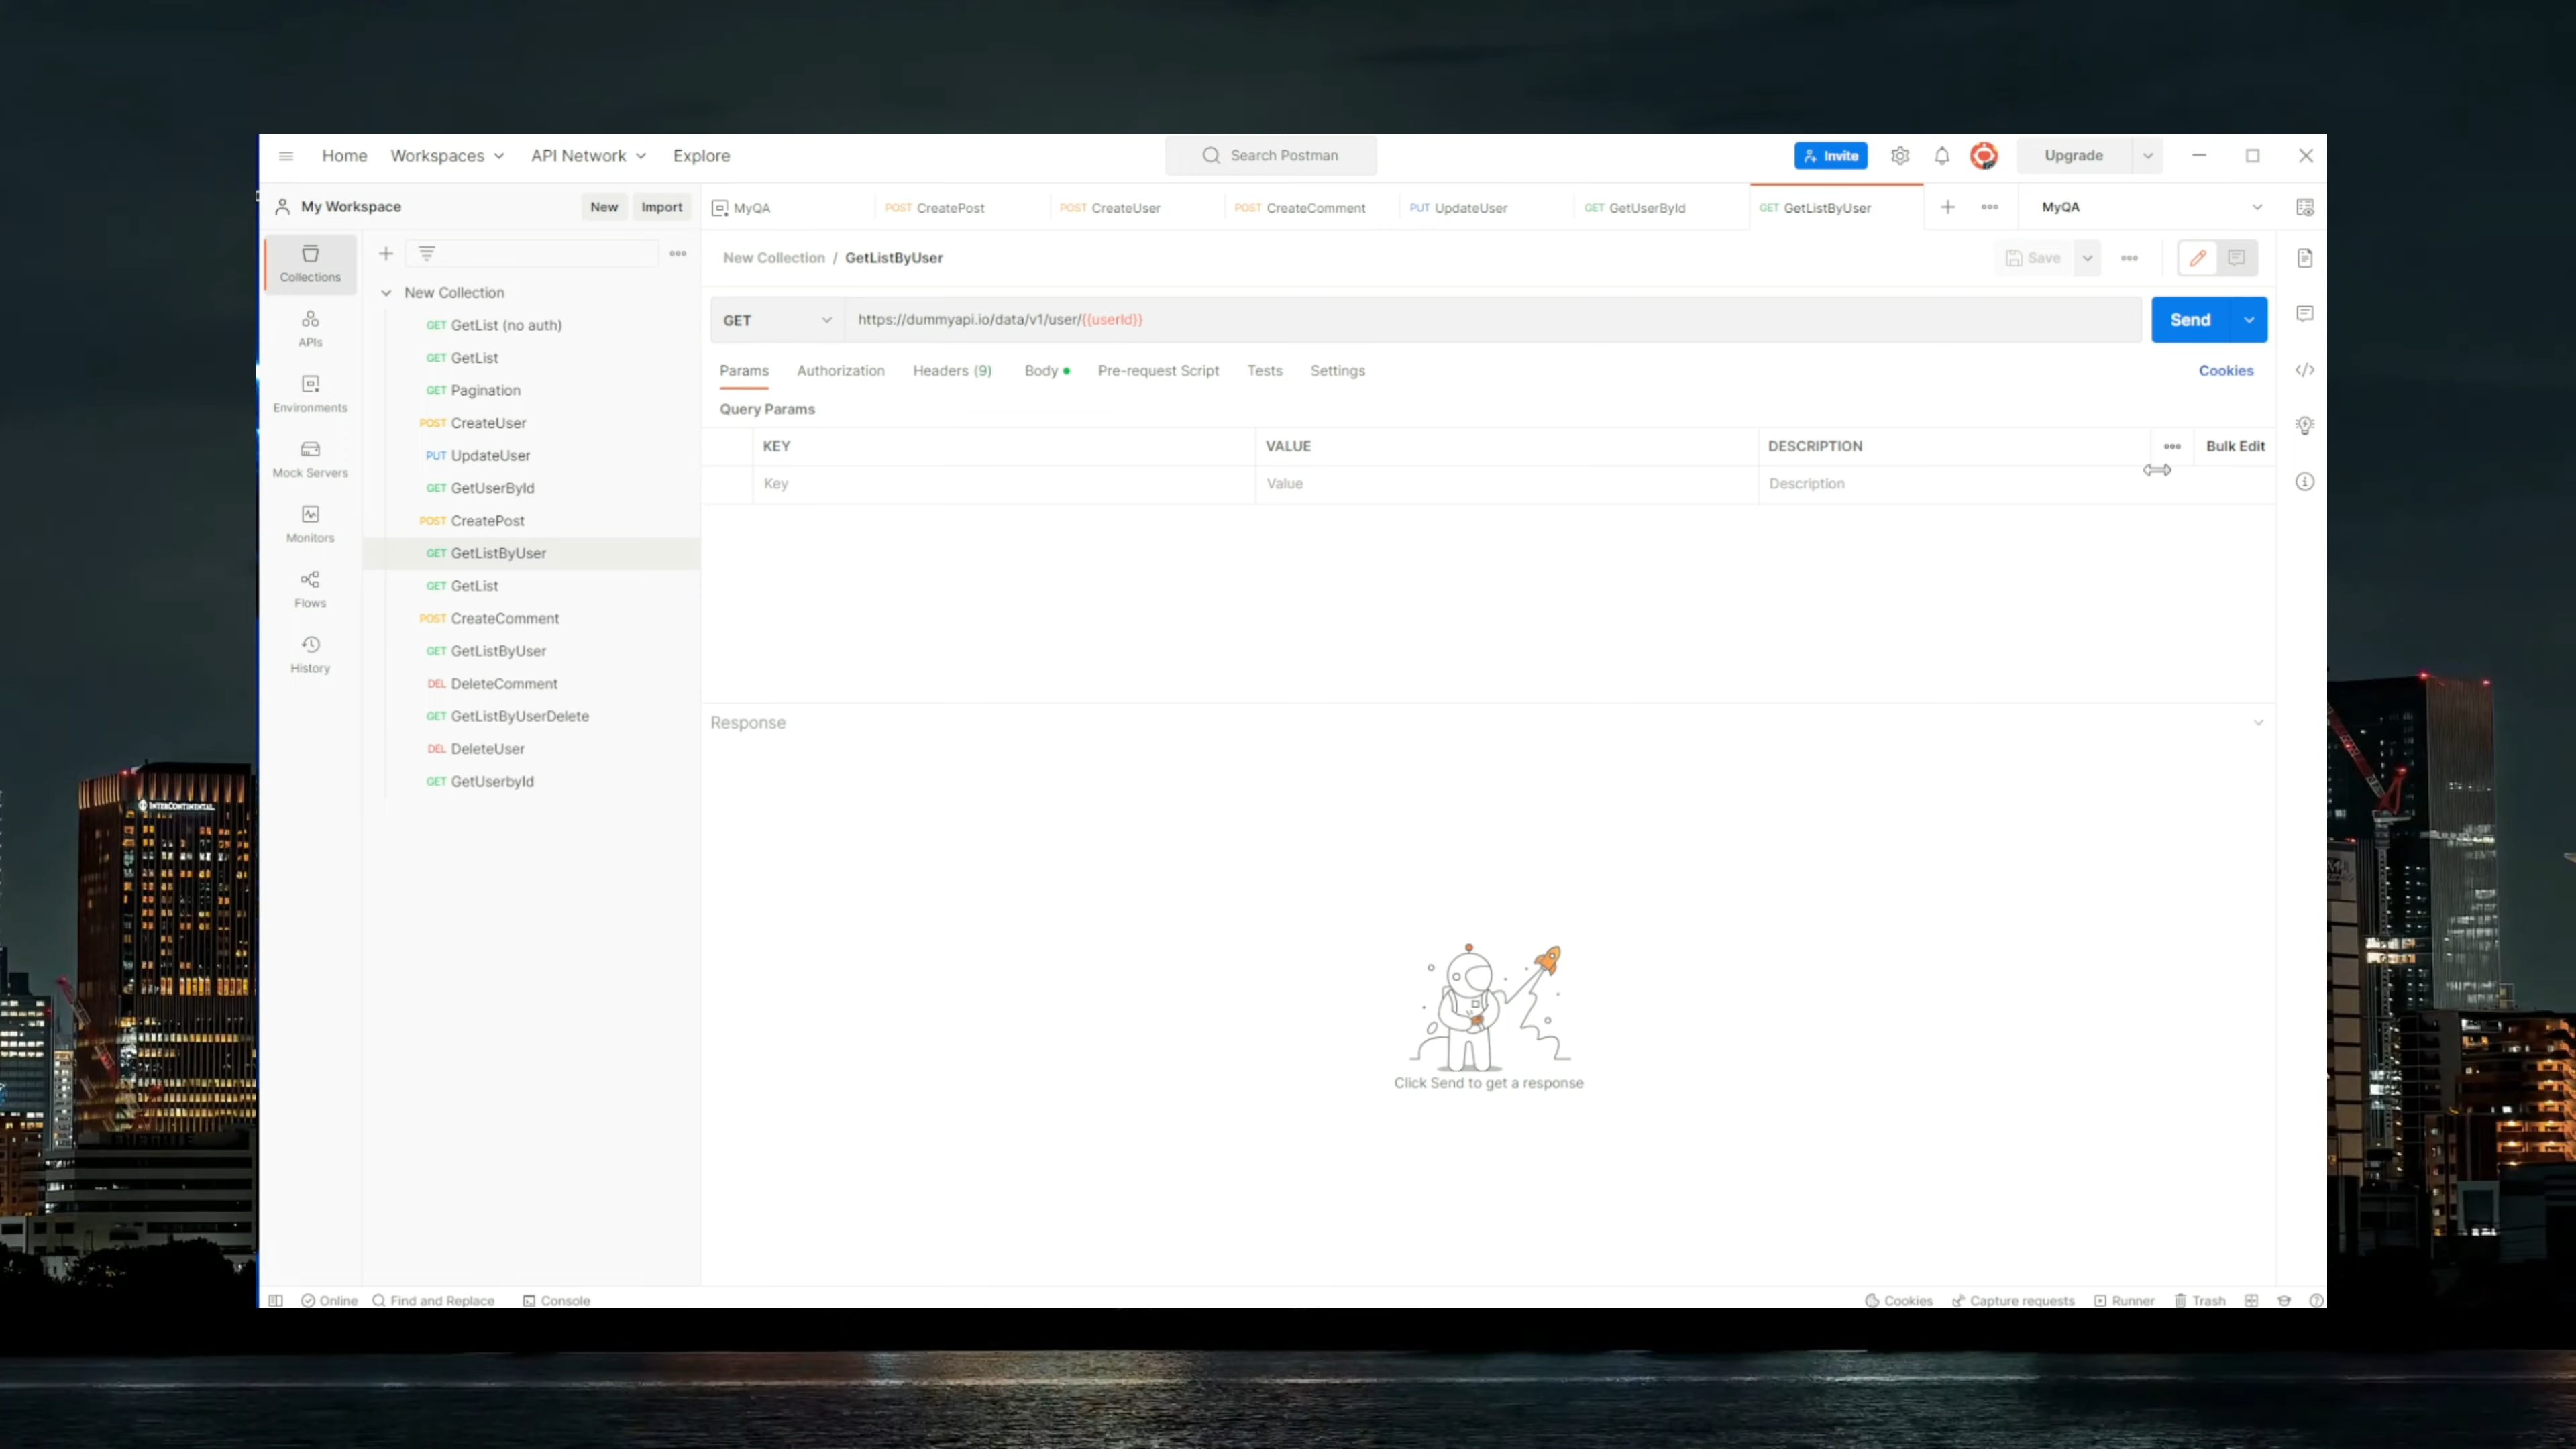 Home Workspaces API Network Explore Search Postman Invite Upgrade
My Workspace New Import MyQA POST CreatePost POST CreateUser POST CreateComment PUT UpdateUser GET GetUserById GET GetListByUser MyQA
Collections
APIs
Environments
Mock Servers
Monitors
Flows
History
New Collection
GET GetList (no auth)
GET GetList
GET Pagination
POST CreateUser
PUT UpdateUser
GET GetUserById
POST CreatePost
GET GetListByUser
GET GetList
POST CreateComment
GET GetListByUser
DEL DeleteComment
GET GetListByUserDelete
DEL DeleteUser
GET GetUserbyId
New Collection / GetListByUser Save
GET https://dummyapi.io/data/v1/user/{{userId}} Send
Params Authorization Headers (9) Body Pre-request Script Tests Settings Cookies
Query Params
KEY VALUE DESCRIPTION Bulk Edit
Key Value Description
Response
Click Send to get a response
Online Find and Replace Console Cookies Capture requests Runner Trash
INTERCONTINENTAL